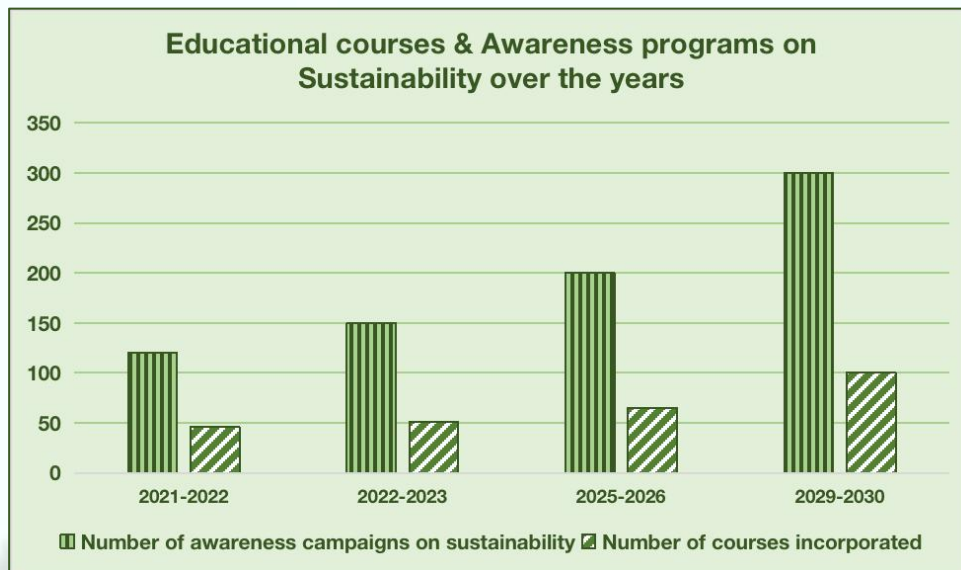 Educational courses & Awareness programs on
Sustainability over the years
350
300
250
200
150
100
50
0
2021-2022 2022-2023 2025-2026 2029-2030
Number of awareness campaigns on sustainability Number of courses incorporated